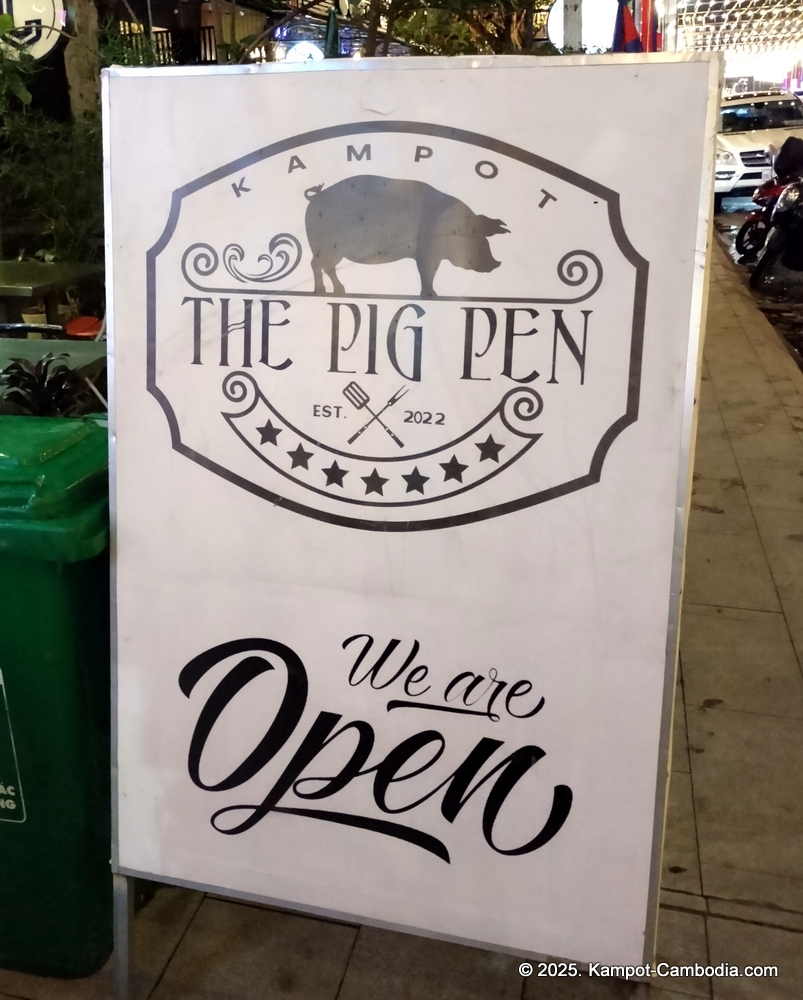 KAMPOT
THE PIG PEN
EST. 2022
We are
Open
© 2025. Kampot-Cambodia.com